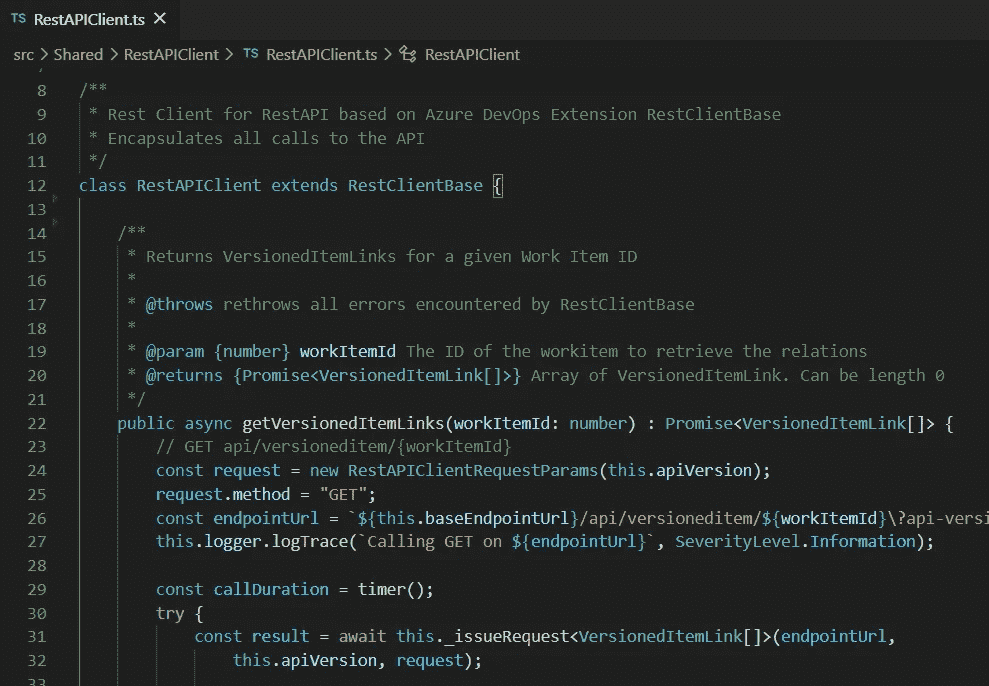 TS RestAPIClient.ts ×
src > Shared > RestAPIClient > TS RestAPIClient.ts > RestAPIClient
8 /**
9 * Rest Client for RestAPI based on Azure DevOps Extension RestClientBase
10 * Encapsulates all calls to the API
11 */
12 class RestAPIClient extends RestClientBase {
13
14 /**
15 * Returns VersionedItemLinks for a given Work Item ID
16 *
17 * @throws rethrows all errors encountered by RestClientBase
18 *
19 * @param {number} workItemId The ID of the workitem to retrieve the relations
20 * @returns {Promise<VersionedItemLink[]>} Array of VersionedItemLink. Can be length 0
21 */
22 public async getVersionedItemLinks(workItemId: number) : Promise<VersionedItemLink[]> {
23 // GET api/versioneditem/{workItemId}
24 const request = new RestAPIClientRequestParams(this.apiVersion);
25 request.method = "GET";
26 const endpointUrl = `${this.baseEndpointUrl}/api/versioneditem/${workItemId}\?api-versi
27 this.logger.logTrace(`Calling GET on ${endpointUrl}`, SeverityLevel.Information);
28
29 const callDuration = timer();
30 try {
31 const result = await this._issueRequest<VersionedItemLink[]>(endpointUrl,
32 this.apiVersion, request);
33